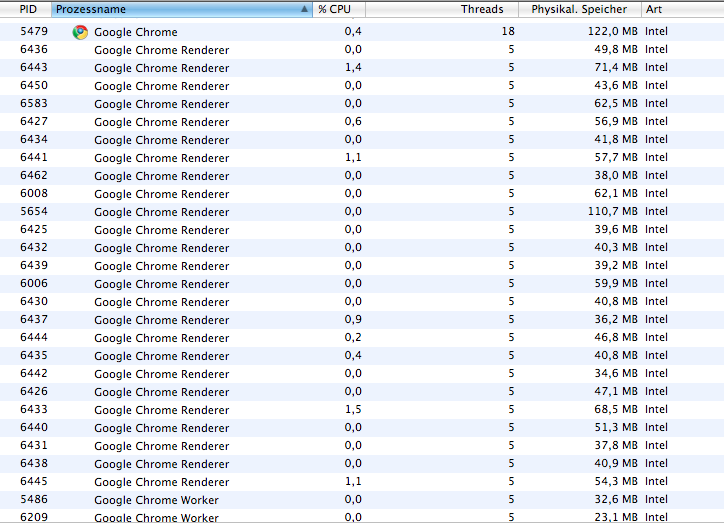 PID Prozessname % CPU Threads Physikal. Speicher Art
5479 Google Chrome 0,4 18 122,0 MB Intel
6436 Google Chrome Renderer 0,0 5 49,8 MB Intel
6443 Google Chrome Renderer 1,4 5 71,4 MB Intel
6450 Google Chrome Renderer 0,0 5 43,6 MB Intel
6583 Google Chrome Renderer 0,0 5 62,5 MB Intel
6427 Google Chrome Renderer 0,6 5 56,9 MB Intel
6434 Google Chrome Renderer 0,0 5 41,8 MB Intel
6441 Google Chrome Renderer 1,1 5 57,7 MB Intel
6462 Google Chrome Renderer 0,0 5 38,0 MB Intel
6008 Google Chrome Renderer 0,0 5 62,1 MB Intel
5654 Google Chrome Renderer 0,0 5 110,7 MB Intel
6425 Google Chrome Renderer 0,0 5 39,6 MB Intel
6432 Google Chrome Renderer 0,0 5 40,3 MB Intel
6439 Google Chrome Renderer 0,0 5 39,2 MB Intel
6006 Google Chrome Renderer 0,0 5 59,9 MB Intel
6430 Google Chrome Renderer 0,0 5 40,8 MB Intel
6437 Google Chrome Renderer 0,9 5 36,2 MB Intel
6444 Google Chrome Renderer 0,2 5 46,8 MB Intel
6435 Google Chrome Renderer 0,4 5 40,8 MB Intel
6442 Google Chrome Renderer 0,0 5 34,6 MB Intel
6426 Google Chrome Renderer 0,0 5 47,1 MB Intel
6433 Google Chrome Renderer 1,5 5 68,5 MB Intel
6440 Google Chrome Renderer 0,0 5 51,3 MB Intel
6431 Google Chrome Renderer 0,0 5 37,8 MB Intel
6438 Google Chrome Renderer 0,0 5 40,9 MB Intel
6445 Google Chrome Renderer 1,1 5 54,3 MB Intel
5486 Google Chrome Worker 0,0 5 32,6 MB Intel
6209 Google Chrome Worker 0,0 5 23,1 MB Intel